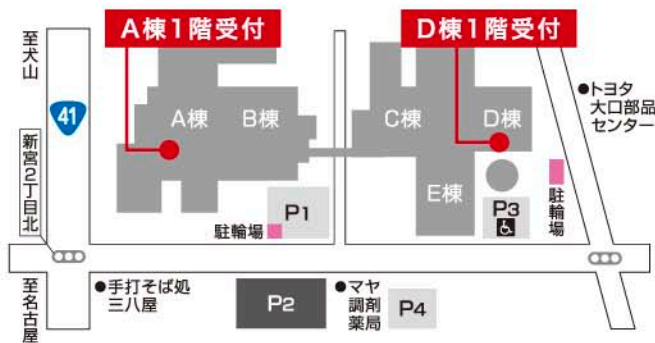 A棟1階受付
D棟1階受付
至犬山
41
新宮2丁目北
至名古屋
A棟
B棟
C棟
D棟
E棟
●トヨタ
大口部品
センター
P1
駐輪場
P3
駐輪場
●手打そば処
三八屋
P2
●マヤ
調剤
薬局
P4